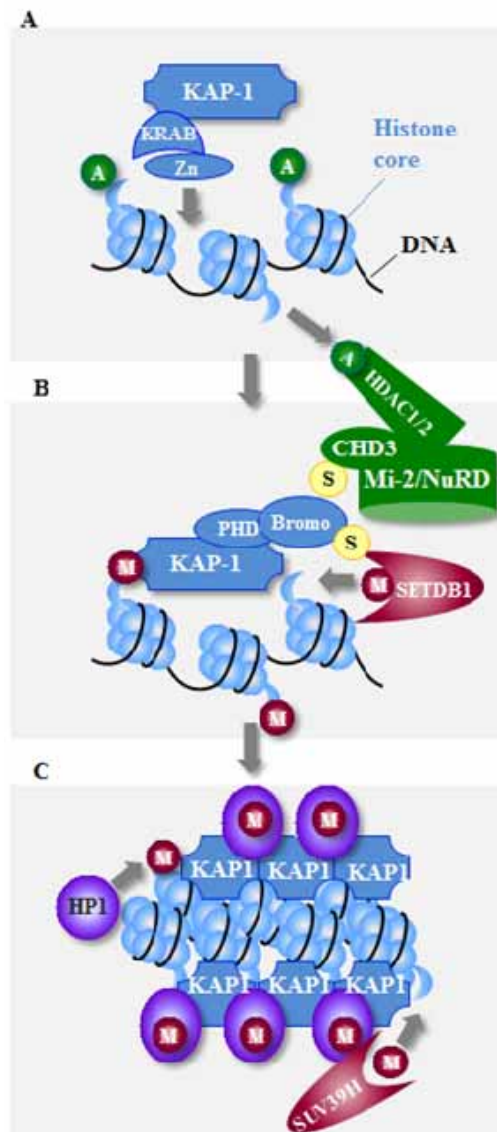 A
KAP-1
KRAB
Zn
A
A
Histone
core
DNA
A
HDAC1/2
B
CHD3
Mi-2/NuRD
S
PHD
Bromo
S
M
KAP-1
M
SETDB1
M
C
M
M
M
KAP1
KAP1
KAP1
HP1
KAP1
KAP1
KAP1
M
M
M
M
SUV39H